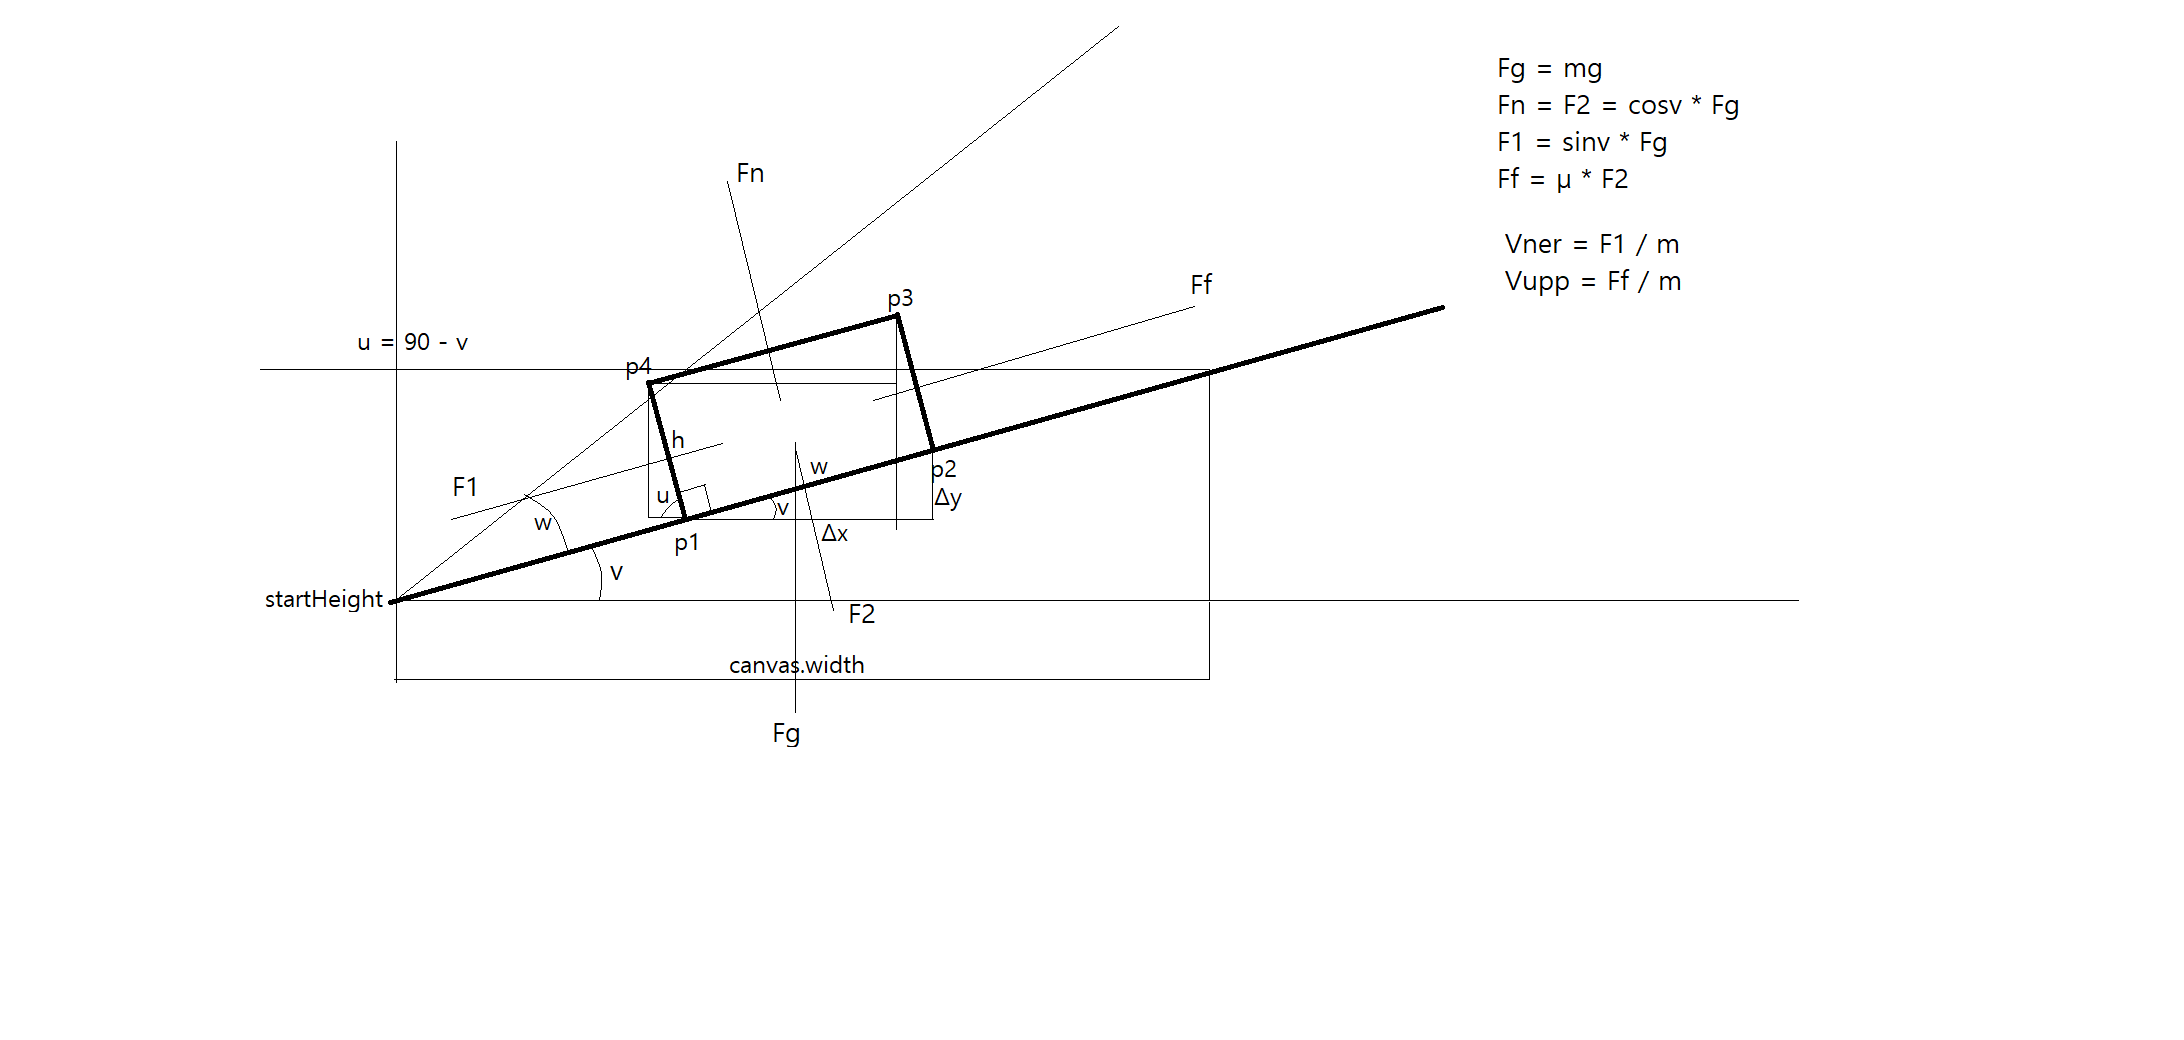 Fg = mg
Fn = F2 = cosv * Fg
F1 = sinv * Fg
Ff = μ * F2
Vner = F1 / m
Vupp = Ff / m
Fn
Ff
p3
u = 90 - v
p4
h
w
p2
F1
u
Δy
v
w
Δx
p1
v
startHeight
F2
canvas.width
Fg